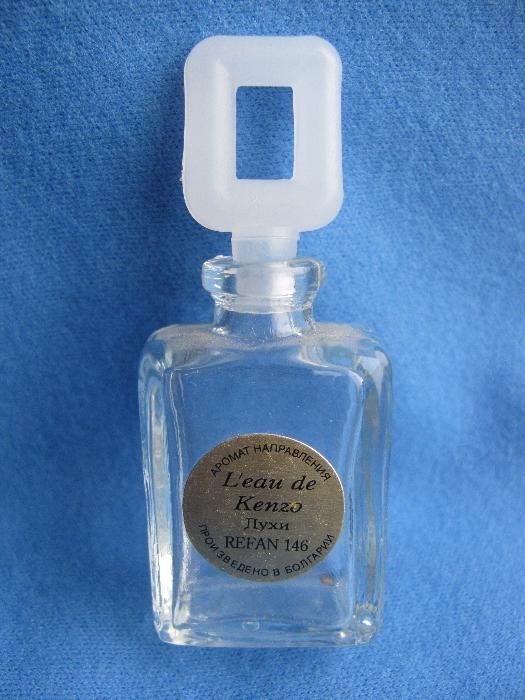 АРОМАТ НАПРАВЛЕНИЯ
L'eau de
Kenzo
Духи
REFAN 146
ПРОИЗВЕДЕНО В БОЛГАРИИ